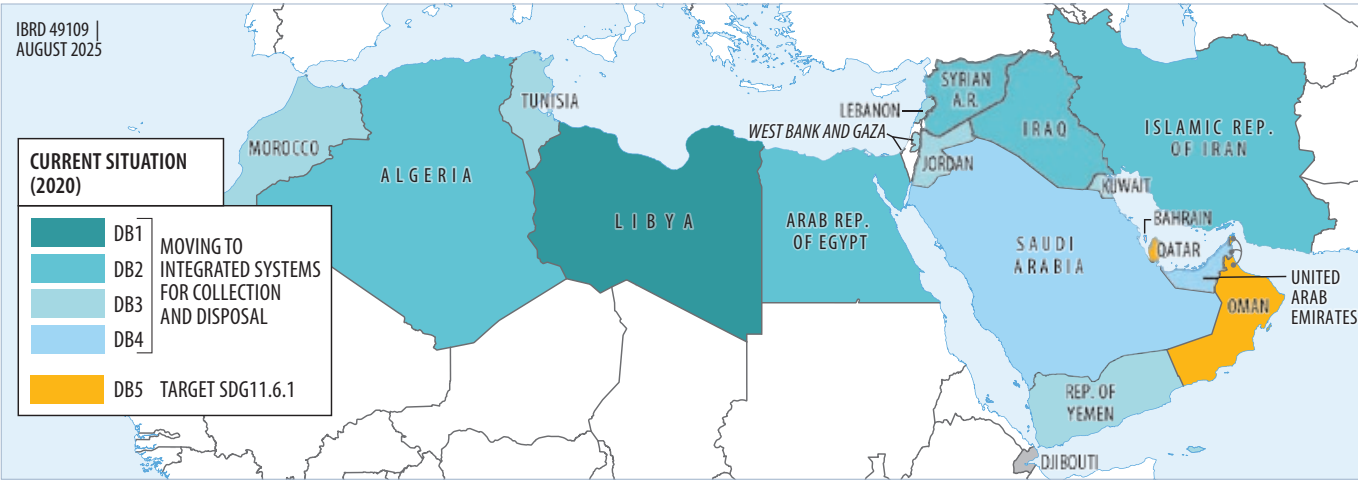 IBRD 49109 |
AUGUST 2025
CURRENT SITUATION
(2020)
DB1
DB2
DB3
DB4
MOVING TO
INTEGRATED SYSTEMS
FOR COLLECTION
AND DISPOSAL
DB5 TARGET SDG11.6.1
MOROCCO
ALGERIA
TUNISIA
LIBYA
ARAB REP.
OF EGYPT
LEBANON
WEST BANK AND GAZA
SYRIAN
A.R.
JORDAN
IRAQ
ISLAMIC REP.
OF IRAN
KUWAIT
BAHRAIN
QATAR
SAUDI
ARABIA
UNITED
ARAB
EMIRATES
OMAN
REP. OF
YEMEN
DJIBOUTI